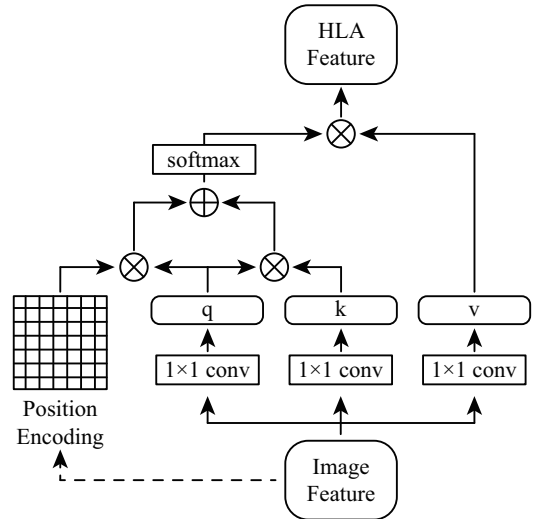 HLA
Feature
softmax
q
k
v
1×1 conv
1×1 conv
1×1 conv
Position
Encoding
Image
Feature